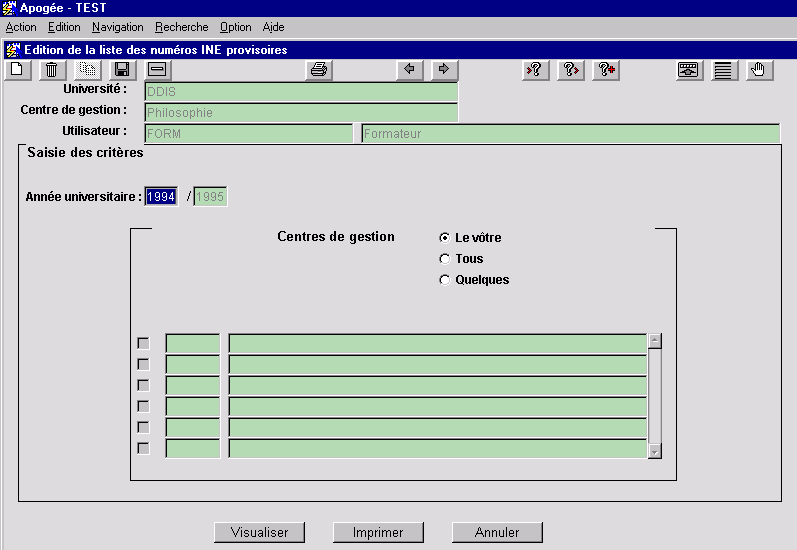 Apogée - TEST
Action Edition Navigation Recherche Option Aide
Edition de la liste des numéros INE provisoires
Université : DDIS
Centre de gestion : Philosophie
Utilisateur : FORM Formateur
Saisie des critères
Année universitaire : 1994 / 1995
Centres de gestion Le vôtre
Tous
Quelques
Visualiser Imprimer Annuler